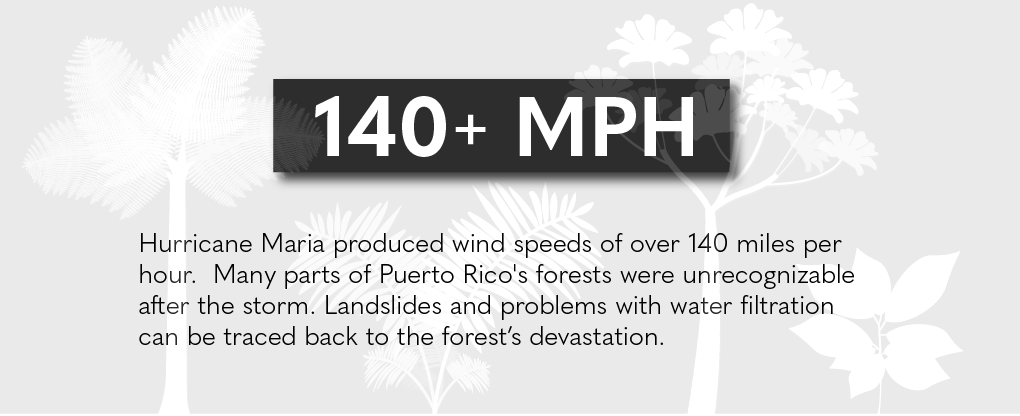 140+ MPH
Hurricane Maria produced wind speeds of over 140 miles per
hour.  Many parts of Puerto Rico's forests were unrecognizable
after the storm. Landslides and problems with water filtration
can be traced back to the forest’s devastation.